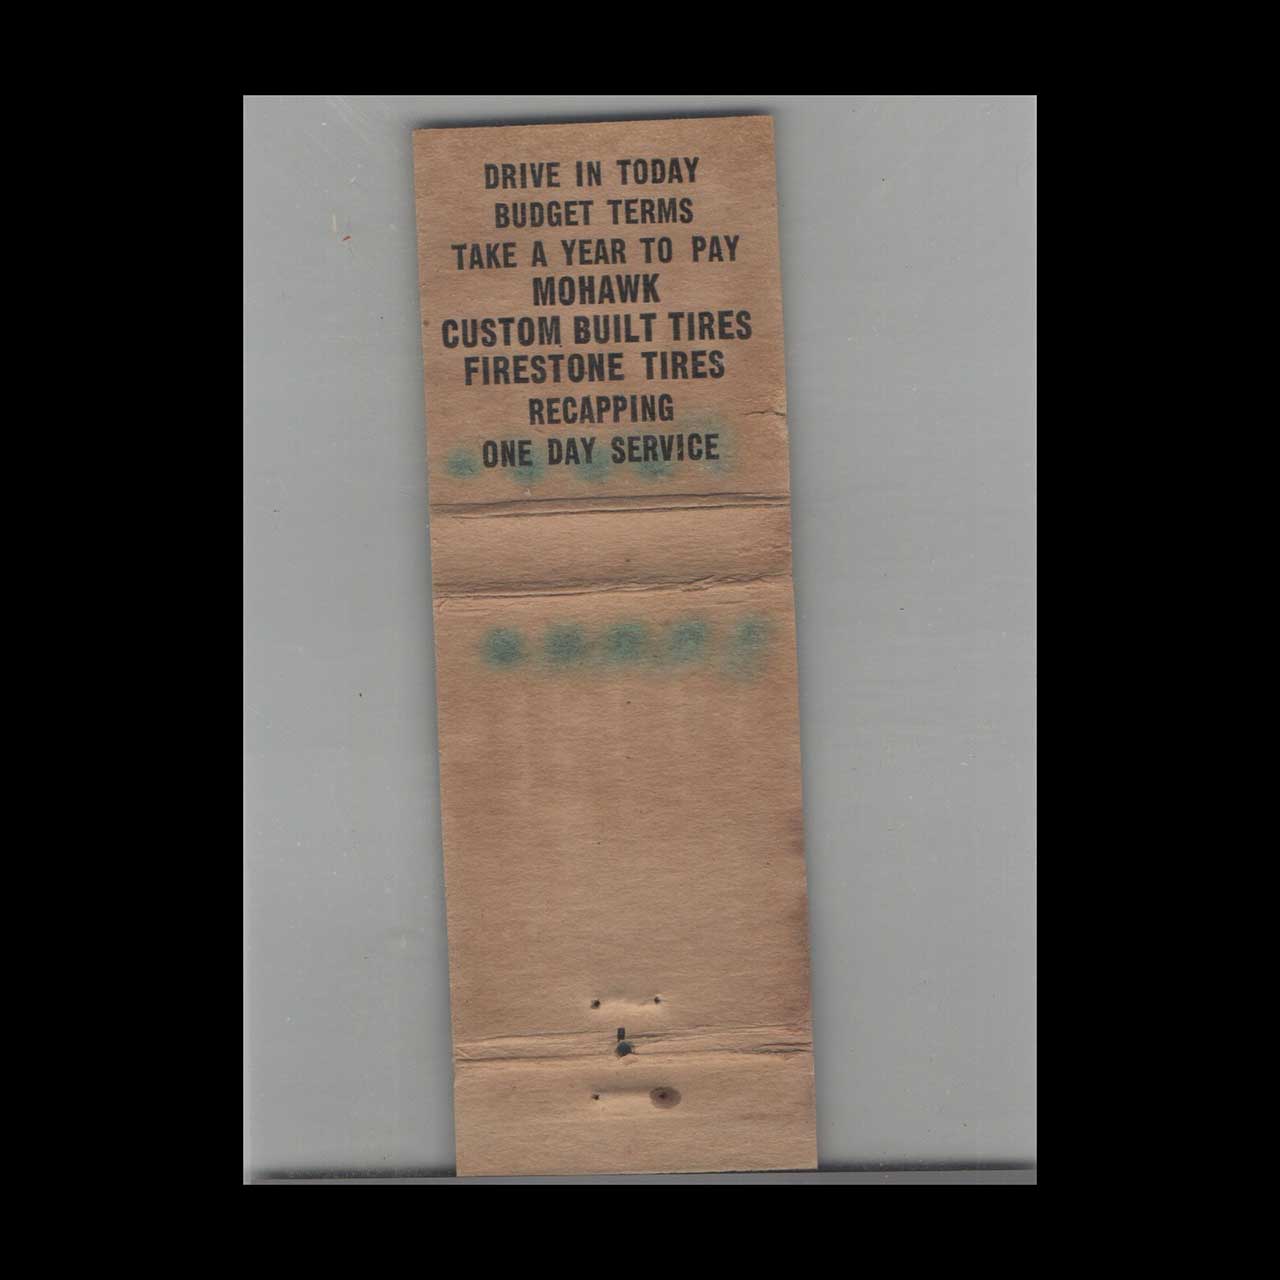 DRIVE IN TODAY
BUDGET TERMS
TAKE A YEAR TO PAY
MOHAWK
CUSTOM BUILT TIRES
FIRESTONE TIRES
RECAPPING
ONE DAY SERVICE